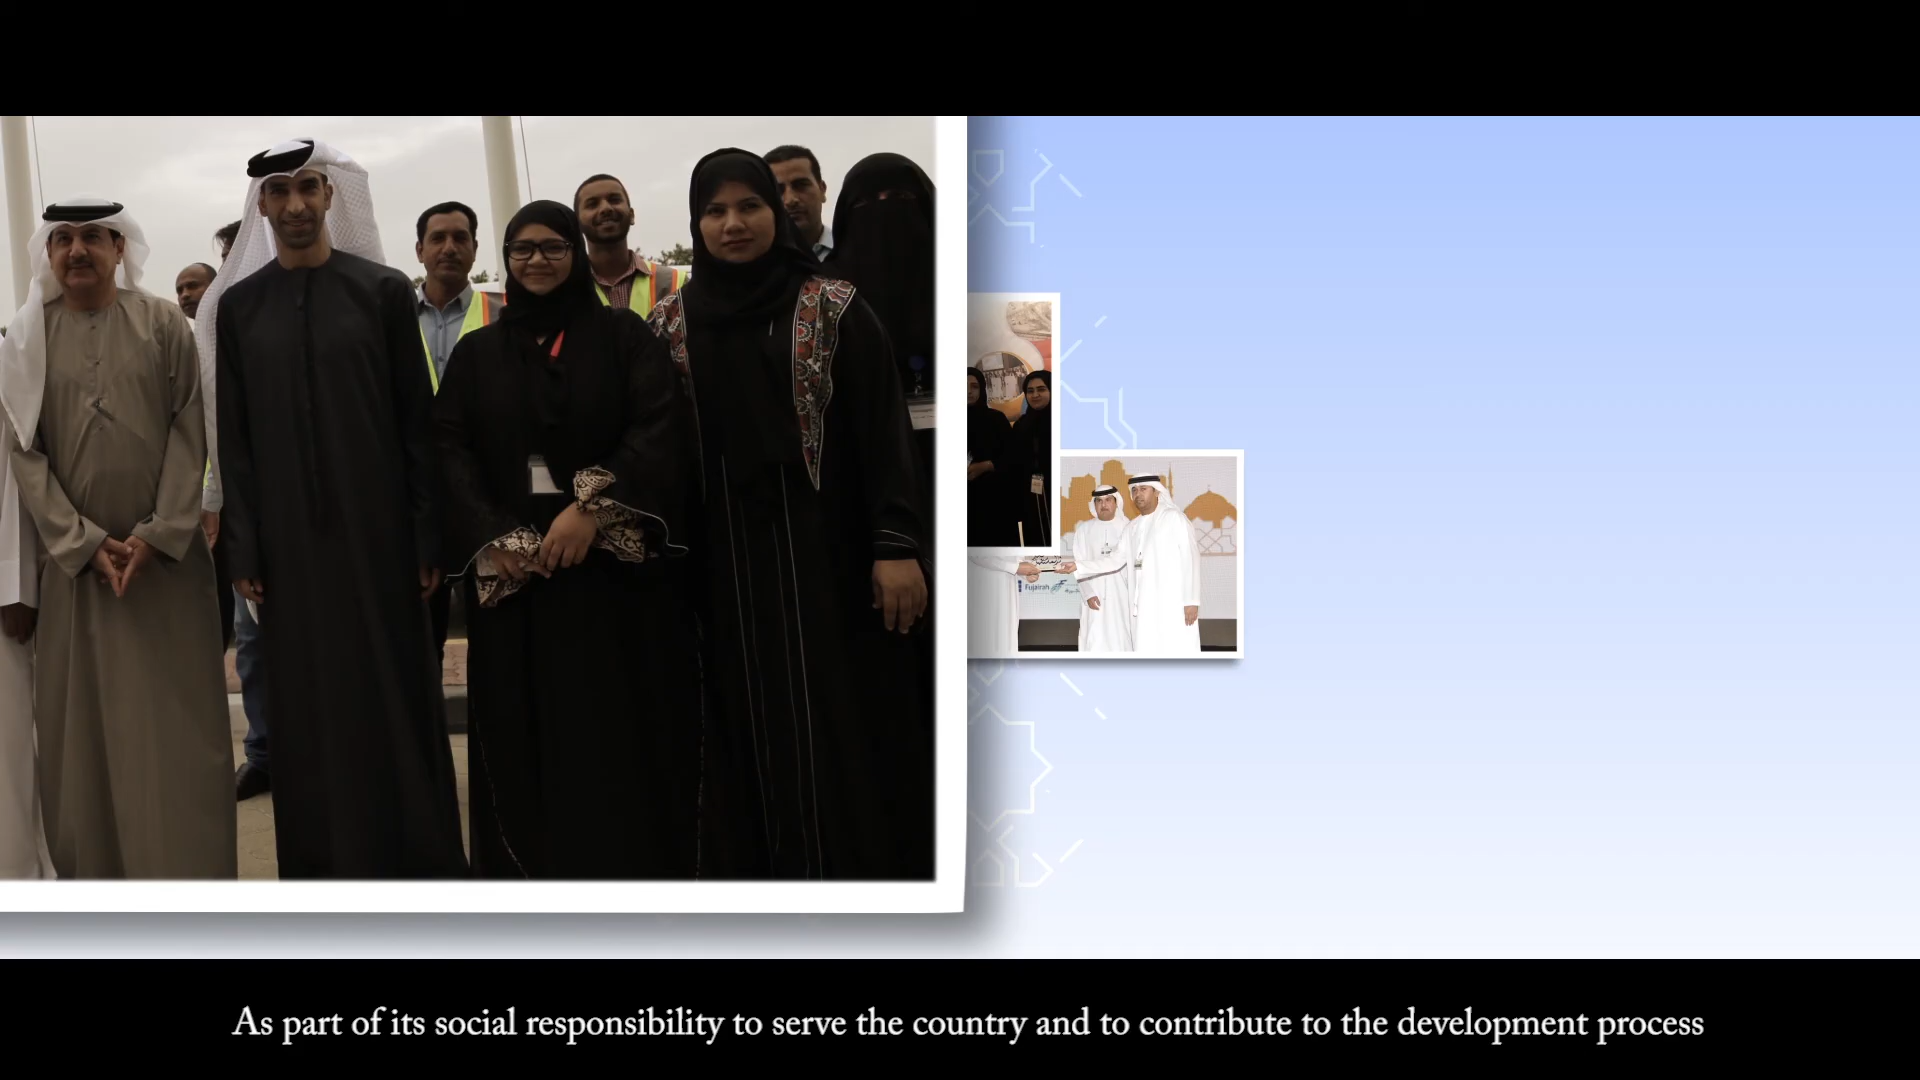 Fujairah
As part of its social responsibility to serve the country and to contribute to the development process